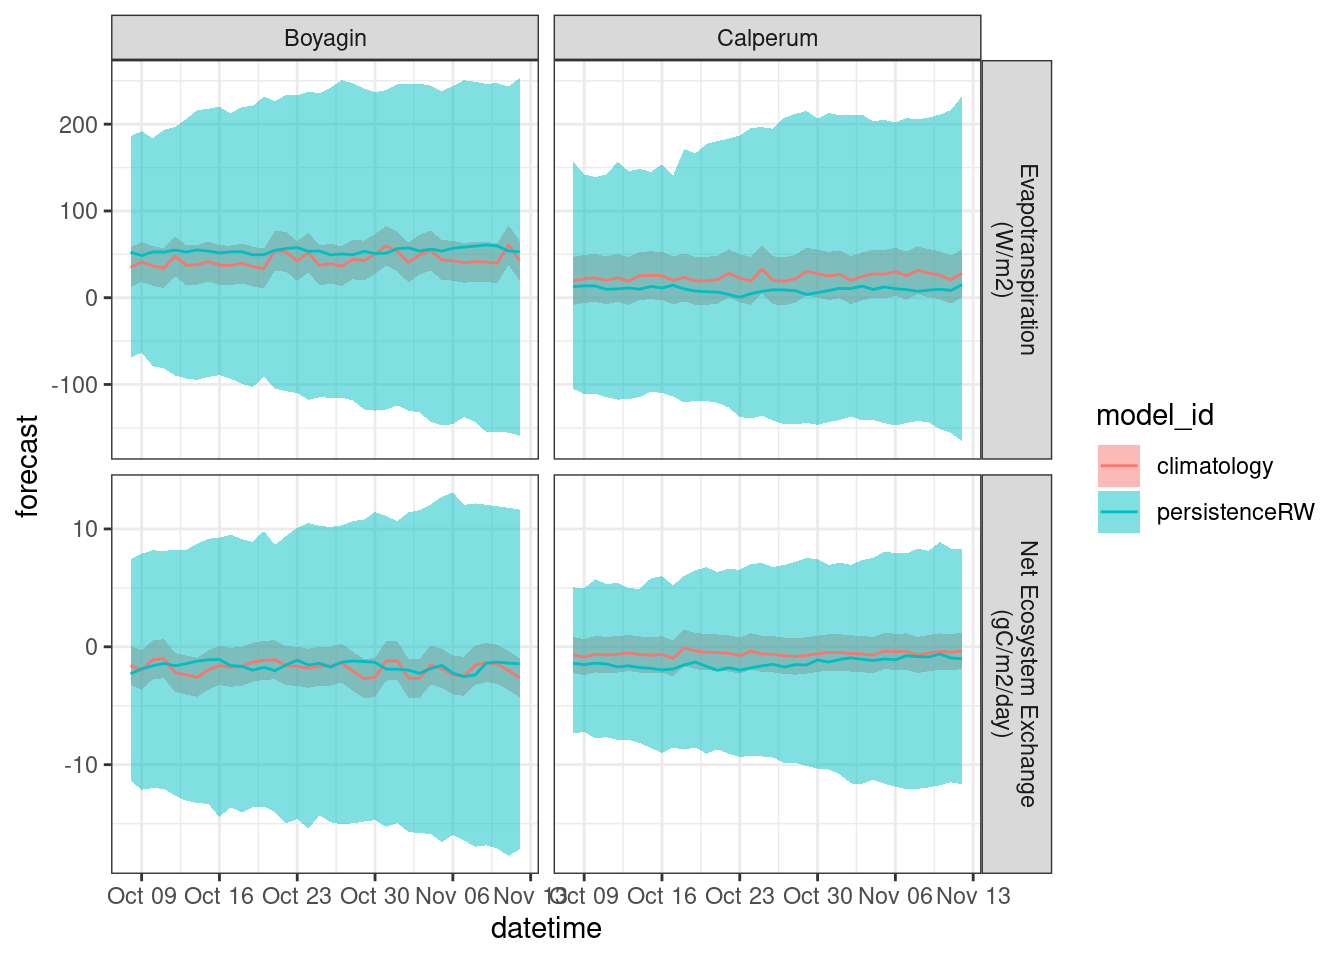 Boyagin
Calperum
200
100
0
-100
Evapotranspiration
(W/m2)
10
0
-10
Net Ecosystem Exchange
(gC/m2/day)
forecast
Oct 09 Oct 16 Oct 23 Oct 30 Nov 06 Nov 13
Oct 09 Oct 16 Oct 23 Oct 30 Nov 06 Nov 13
datetime
model_id
climatology
persistenceRW